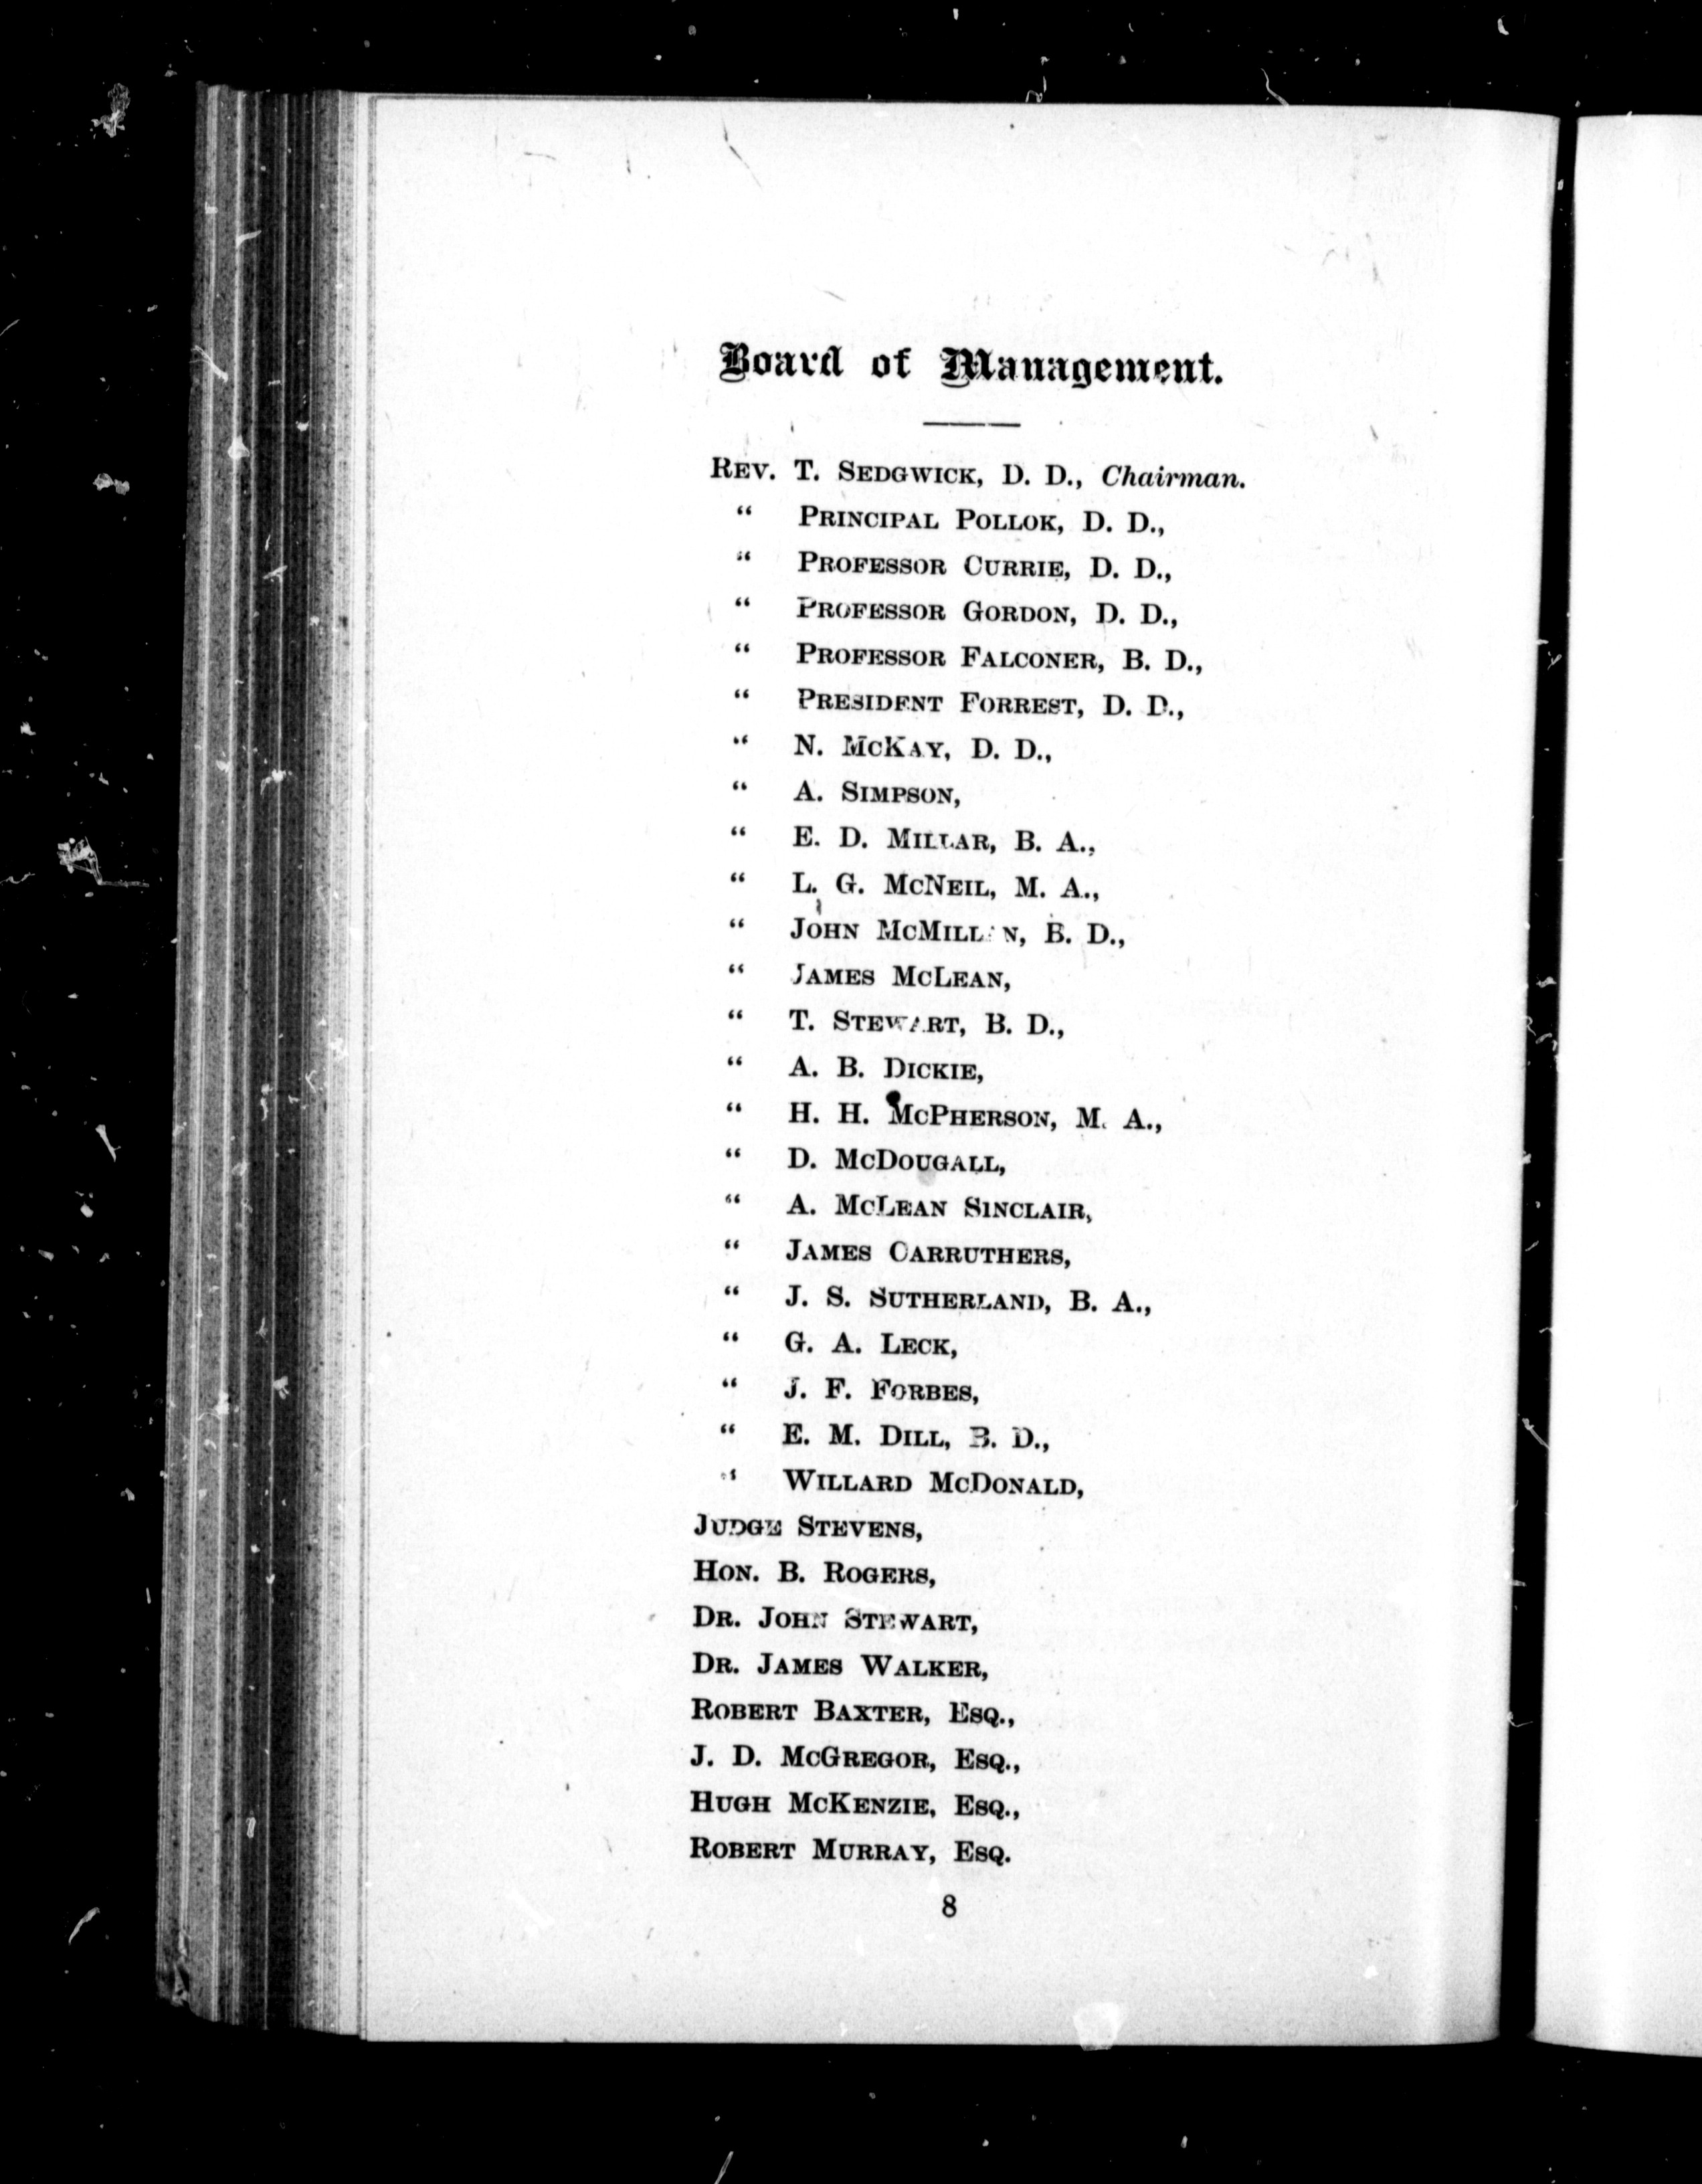 Board of Management.
REV. T. SEDGWICK, D. D., Chairman.
“ PRINCIPAL POLLOK, D. D.,
“ PROFESSOR CURRIE, D. D.,
“ PROFESSOR GORDON, D. D.,
“ PROFESSOR FALCONER, B. D.,
“ PRESIDENT FORREST, D. D.,
“ N. MCKAY, D. D.,
“ A. SIMPSON,
“ E. D. MILLAR, B. A.,
“ L. G. MCNEIL, M. A.,
“ JOHN MCMILLAN, B. D.,
“ JAMES MCLEAN,
“ T. STEWART, B. D.,
“ A. B. DICKIE,
“ H. H. MCPHERSON, M. A.,
“ D. MCDOUGALL,
“ A. MCLEAN SINCLAIR,
“ JAMES CARRUTHERS,
“ J. S. SUTHERLAND, B. A.,
“ G. A. LECK,
“ J. F. FORBES,
“ E. M. DILL, B. D.,
“ WILLARD MCDONALD,
JUDGE STEVENS,
HON. B. ROGERS,
DR. JOHN STEWART,
DR. JAMES WALKER,
ROBERT BAXTER, ESQ.,
J. D. MCGREGOR, ESQ.,
HUGH MCKENZIE, ESQ.,
ROBERT MURRAY, ESQ.
8